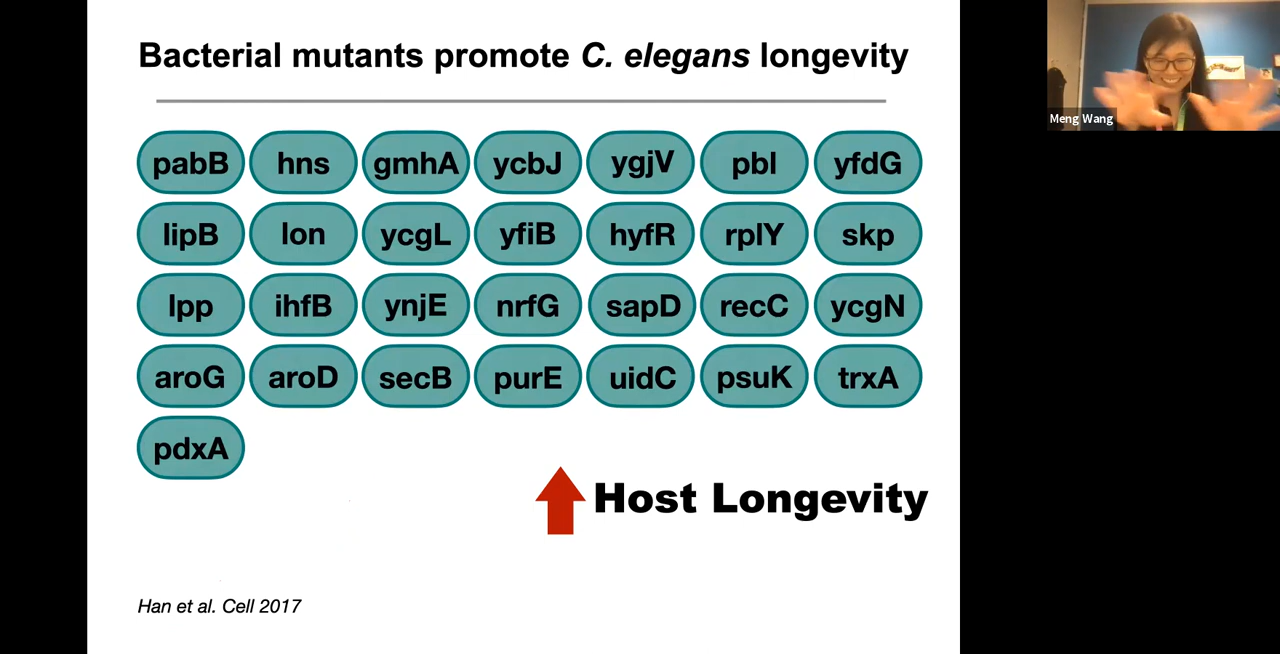 Bacterial mutants promote C. elegans longevity
Meng Wang
pabB hns gmhA ycbJ ygjV pbl yfdG
lipB lon ycgL yfiB hyfR rplY skp
lpp ihfB ynjE nrfG sapD recC ycgN
aroG aroD secB purE uidC psuK trxA
pdxA
Host Longevity
Han et al. Cell 2017